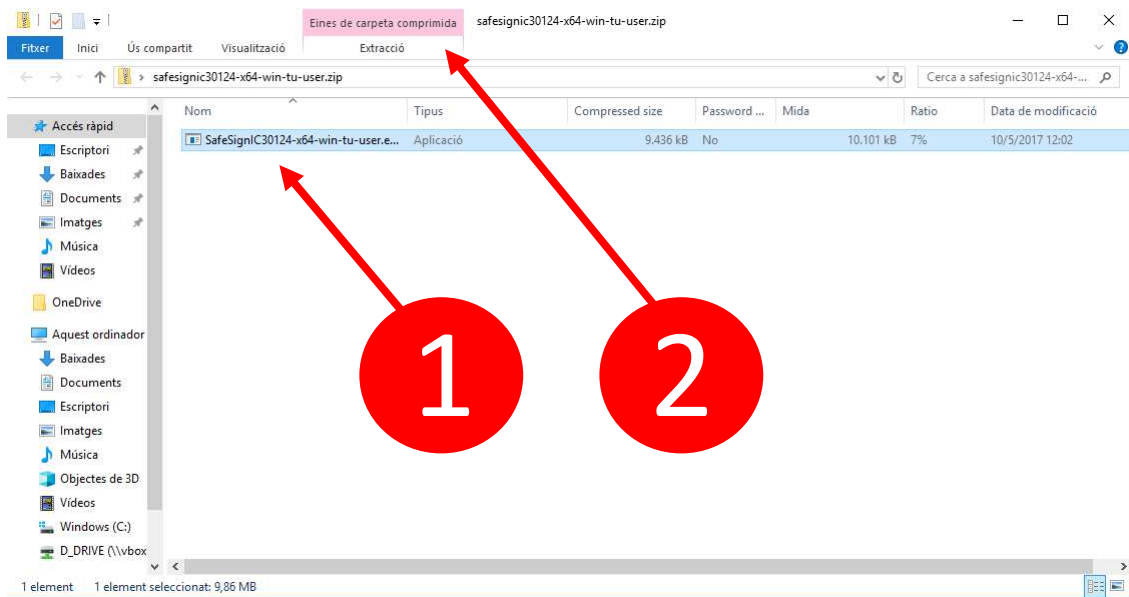 Eines de carpeta comprimida
safesignic30124-x64-win-tu-user.zip
Fitxer Inici Ús compartit Visualització Extracció
safesignic30124-x64-win-tu-user.zip
Cerca a safesignic30124-x64-...
Nom Tipus Compressed size Password ... Mida Ratio Data de modificació
SafeSignIC30124-x64-win-tu-user.e... Aplicació 9.436 kB No 10.101 kB 7% 10/5/2017 12:02
Accés ràpid
Escriptori
Baixades
Documents
Imatges
Música
Vídeos
OneDrive
Aquest ordinador
Baixades
Documents
Escriptori
Imatges
Música
Objectes de 3D
Vídeos
Windows (C:)
D_DRIVE (\\vbox
1
2
1 element 1 element seleccionat: 9,86 MB